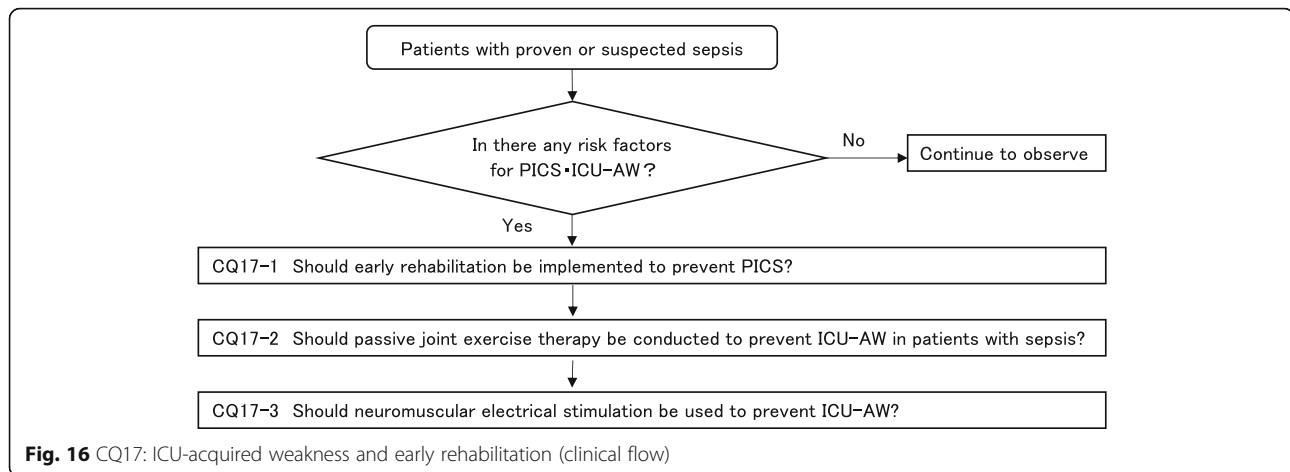 Patients with proven or suspected sepsis
In there any risk factors
for PICS▪ICU-AW?
No
Continue to observe
Yes
CQ17-1 Should early rehabilitation be implemented to prevent PICS?
CQ17-2 Should passive joint exercise therapy be conducted to prevent ICU-AW in patients with sepsis?
CQ17-3 Should neuromuscular electrical stimulation be used to prevent ICU-AW?
Fig. 16 CQ17: ICU-acquired weakness and early rehabilitation (clinical flow)